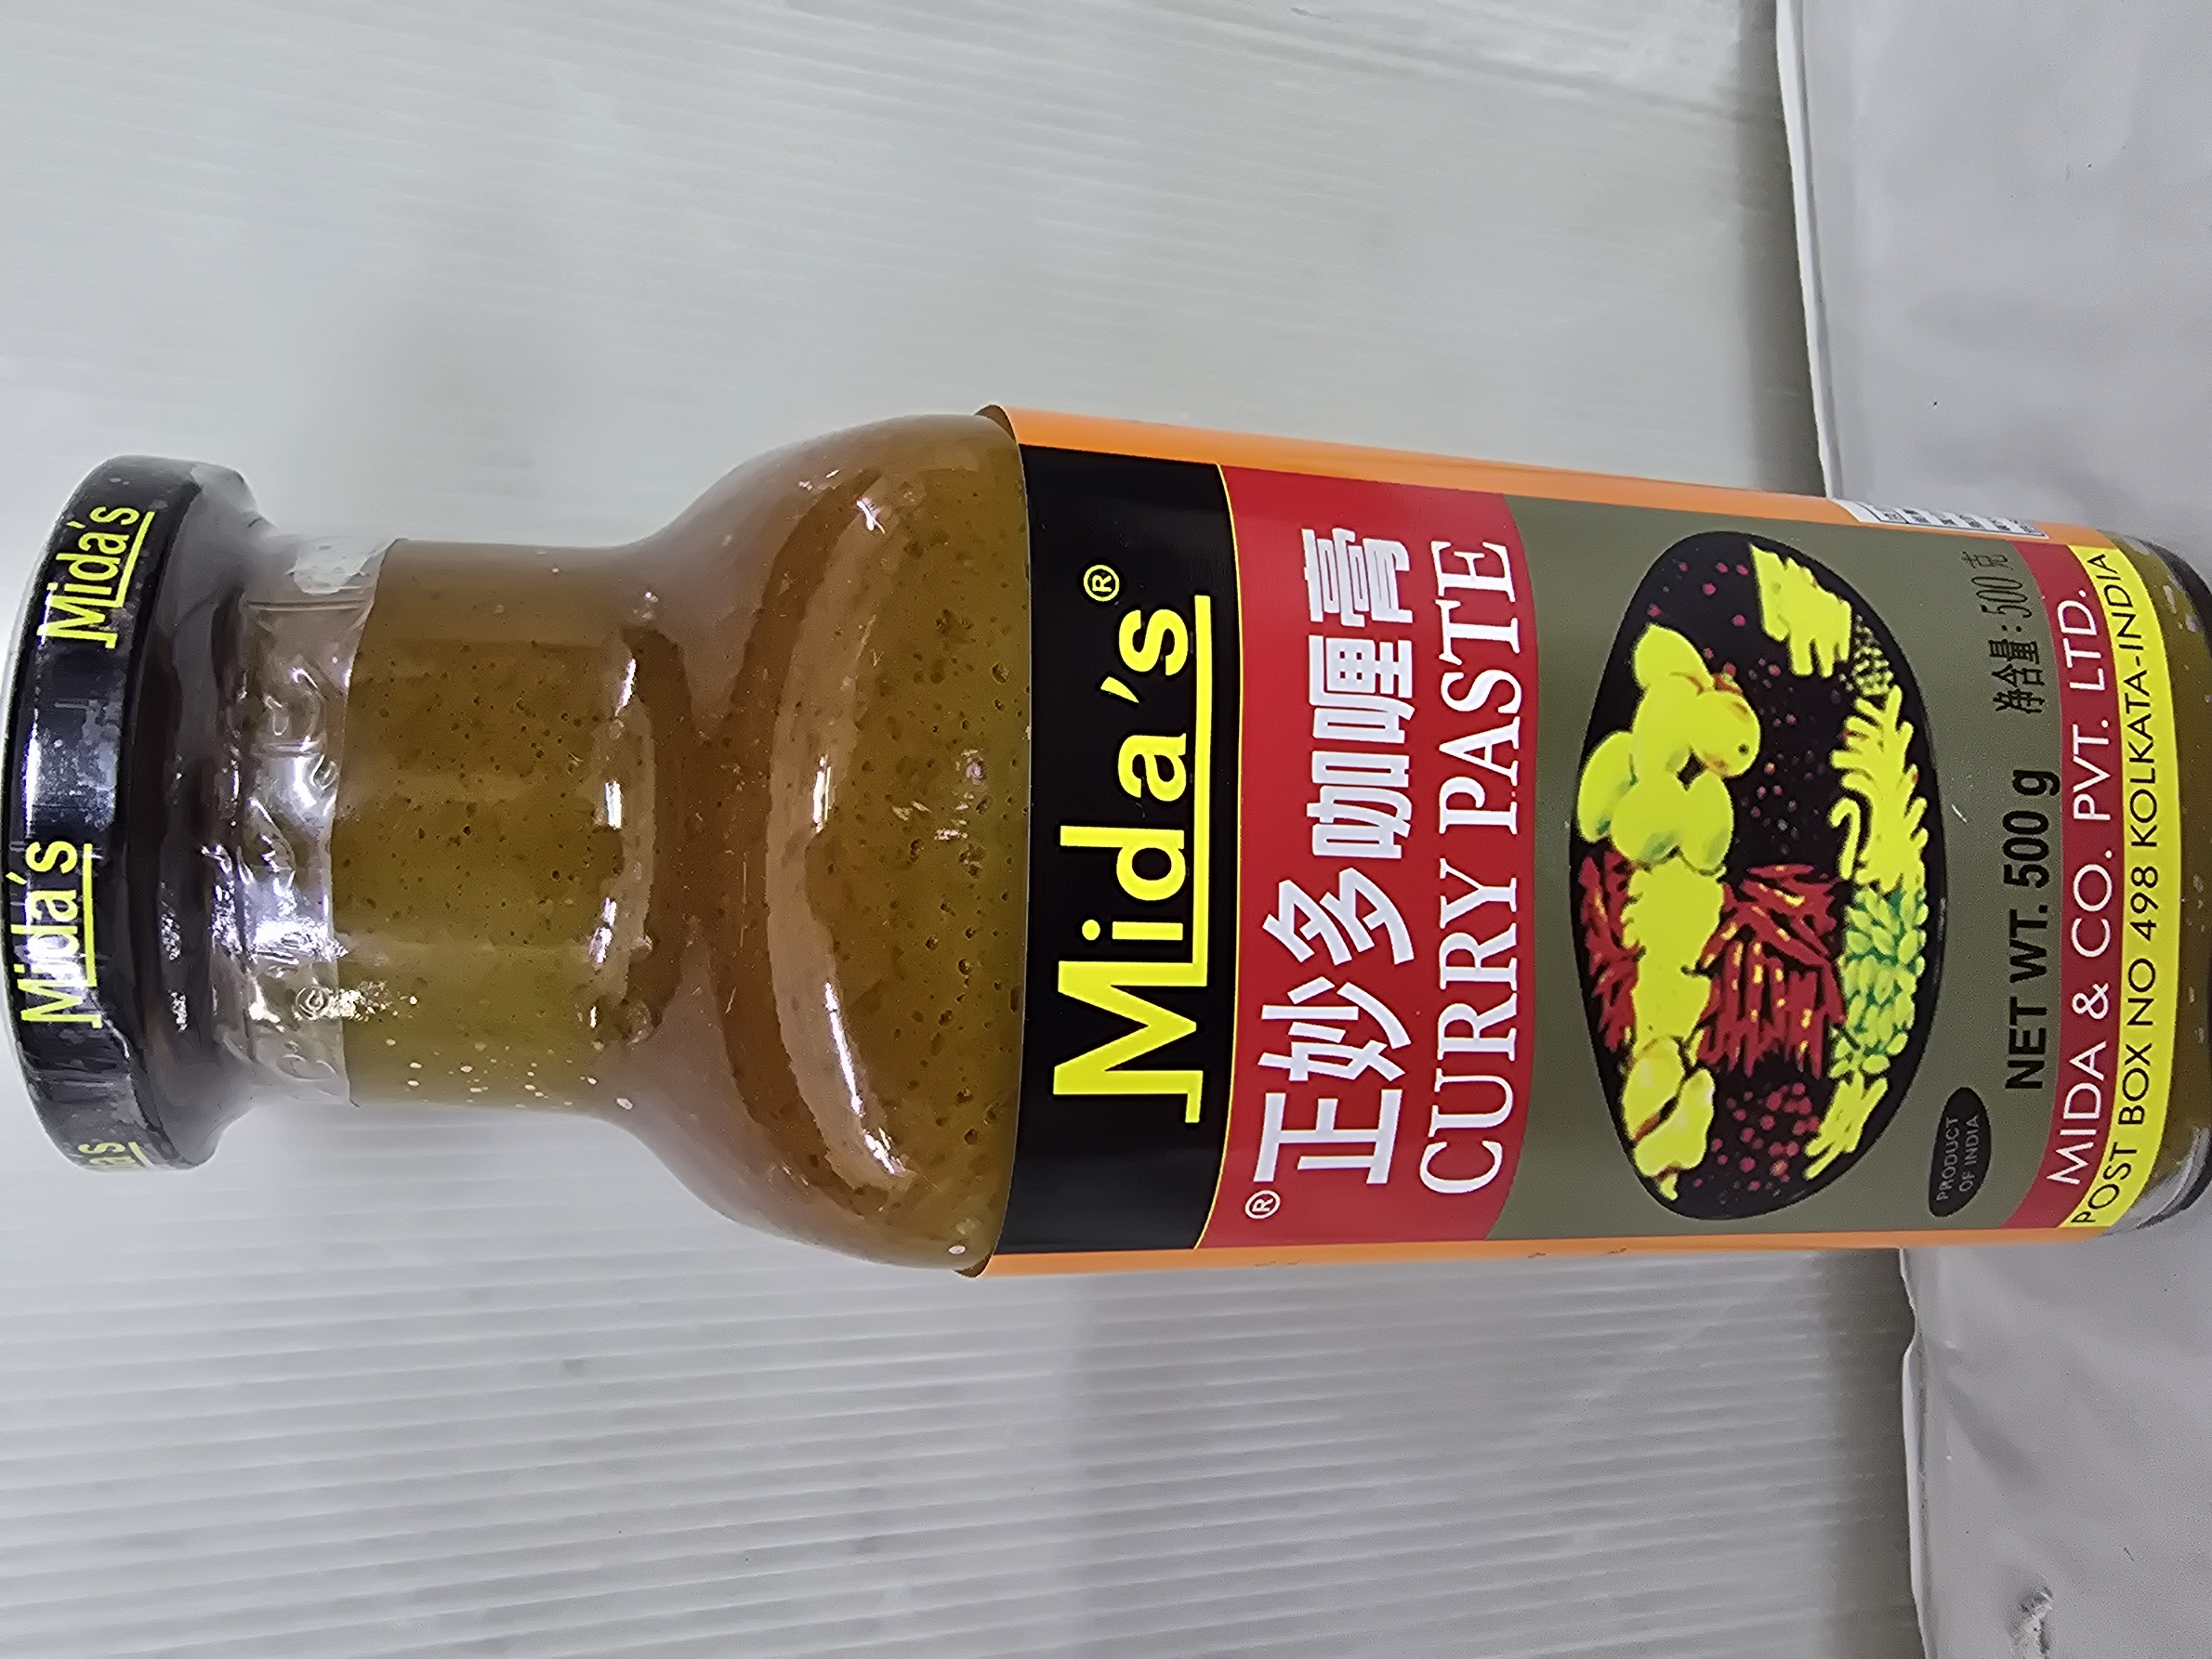 Mida's Mida's
Mida's®
®正妙多咖喱膏
CURRY PASTE
PRODUCT
OF INDIA
NET WT. 500 g 净含量:500克
MIDA & CO. PVT. LTD.
POST BOX NO 498 KOLKATA-INDIA